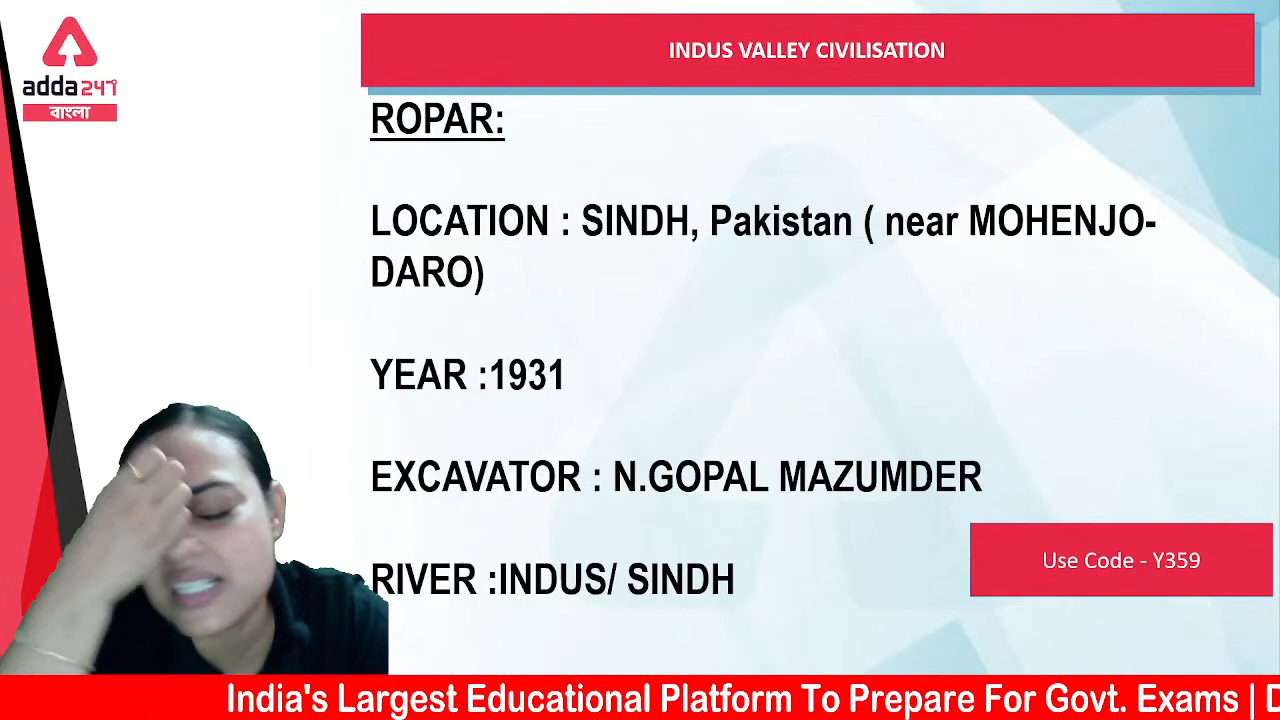 adda247
বাংলা
INDUS VALLEY CIVILISATION
ROPAR:
LOCATION : SINDH, Pakistan ( near MOHENJO-
DARO)
YEAR :1931
EXCAVATOR : N.GOPAL MAZUMDER
RIVER :INDUS/ SINDH
Use Code - Y359
India's Largest Educational Platform To Prepare For Govt. Exams |